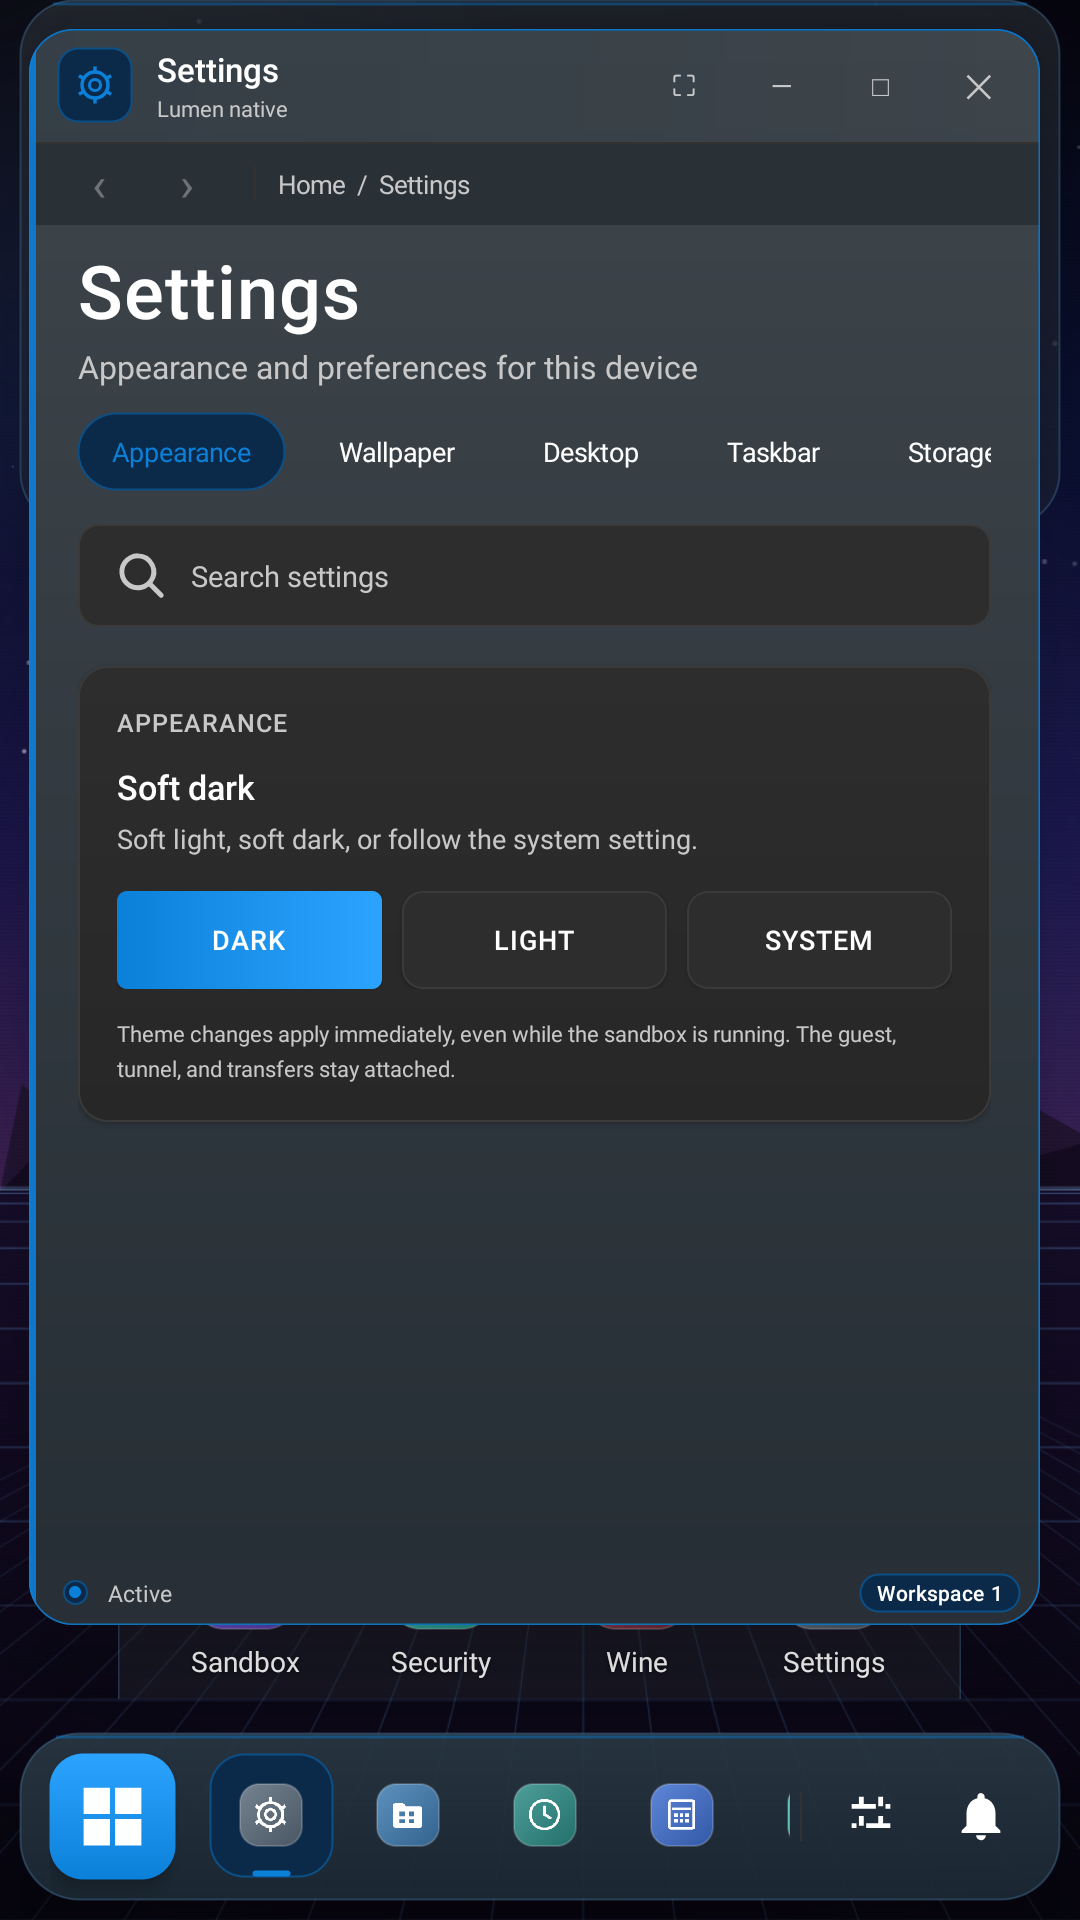 Settings
Lumen native
Home / Settings
Settings
Appearance and preferences for this device
Appearance Wallpaper Desktop Taskbar Storage
Search settings
APPEARANCE
Soft dark
Soft light, soft dark, or follow the system setting.
DARK LIGHT SYSTEM
Theme changes apply immediately, even while the sandbox is running. The guest,
tunnel, and transfers stay attached.
Active Workspace 1
Sandbox Security Wine Settings